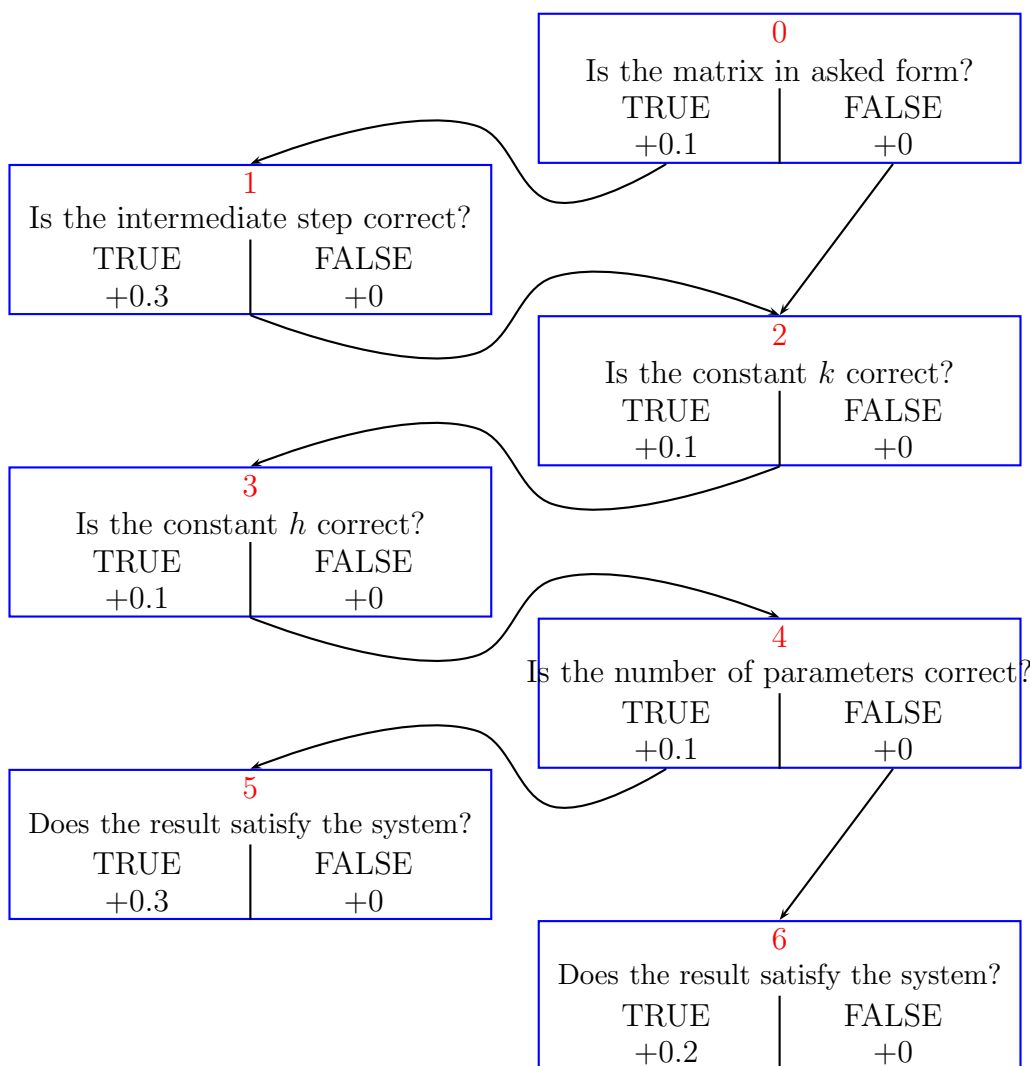 0
Is the matrix in asked form?
TRUE FALSE
+0.1 +0
1
Is the intermediate step correct?
TRUE FALSE
+0.3 +0
2
Is the constant k correct?
TRUE FALSE
+0.1 +0
3
Is the constant h correct?
TRUE FALSE
+0.1 +0
4
Is the number of parameters correct?
TRUE FALSE
+0.1 +0
5
Does the result satisfy the system?
TRUE FALSE
+0.3 +0
6
Does the result satisfy the system?
TRUE FALSE
+0.2 +0